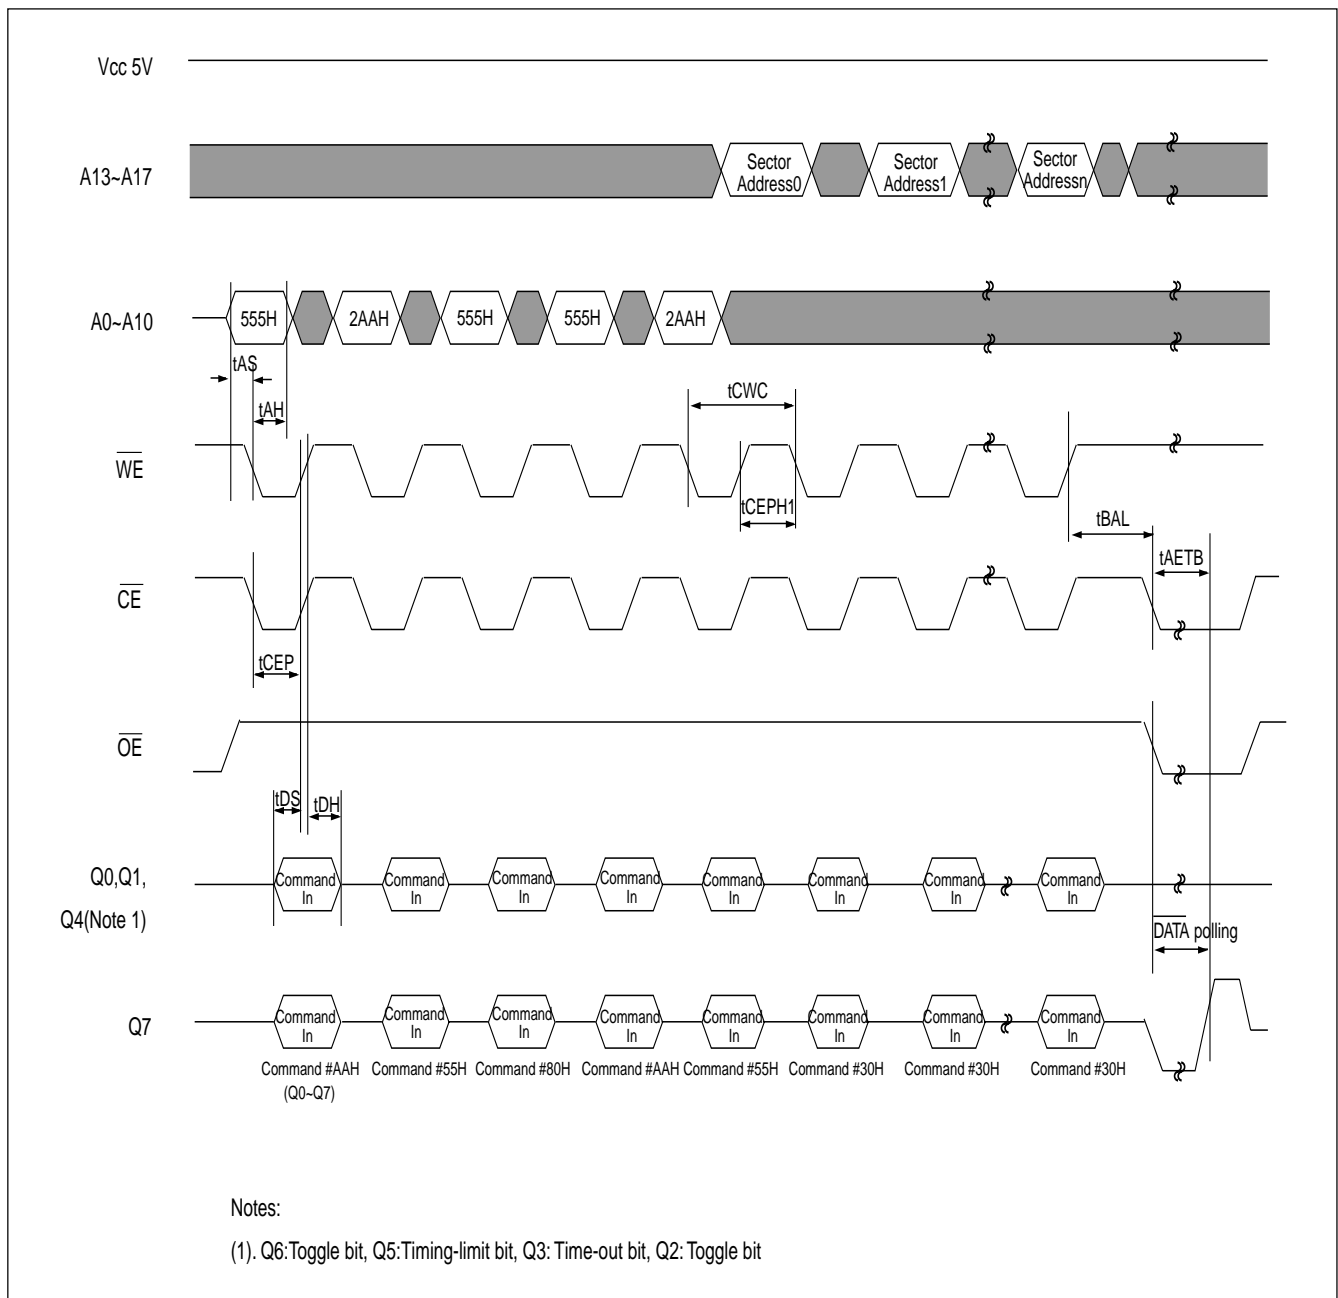 Vcc 5V
A13~A17
Sector
Address0
Sector
Address1
Sector
Addressn
A0~A10
555H
2AAH
555H
555H
2AAH
tAS
tAH
tCWC
WE
tCEPH1
tBAL
tAETB
CE
tCEP
OE
tDS
tDH
Q0,Q1,
Q4(Note 1)
Command
In
Command
In
Command
In
Command
In
Command
In
Command
In
Command
In
Command
In
DATA polling
Q7
Command
In
Command
In
Command
In
Command
In
Command
In
Command
In
Command
In
Command
In
Command #AAH
(Q0~Q7)
Command #55H
Command #80H
Command #AAH
Command #55H
Command #30H
Command #30H
Command #30H
Notes:
(1). Q6:Toggle bit, Q5:Timing-limit bit, Q3: Time-out bit, Q2: Toggle bit